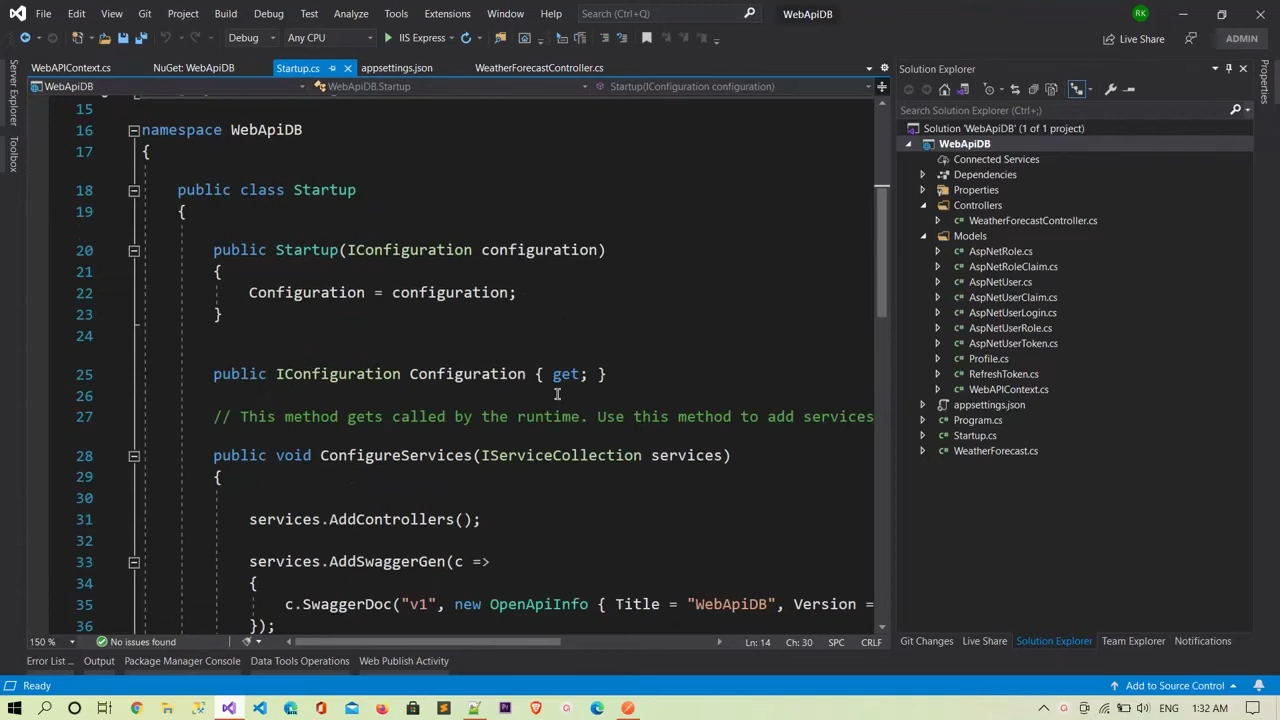 File Edit View Git Project Build Debug Test Analyze Tools Extensions Window Help Search (Ctrl+Q) WebApiDB RK
Debug Any CPU IIS Express Live Share ADMIN
WebAPIContext.cs NuGet: WebApiDB Startup.cs appsettings.json WeatherForecastController.cs
WebApiDB WebApiDB.Startup Startup(IConfiguration configuration)
Server Explorer
Toolbox
15
16 namespace WebApiDB
17 {
18 public class Startup
19 {
20 public Startup(IConfiguration configuration)
21 {
22 Configuration = configuration;
23 }
24
25 public IConfiguration Configuration { get; }
26
27 // This method gets called by the runtime. Use this method to add services
28 public void ConfigureServices(IServiceCollection services)
29 {
30
31 services.AddControllers();
32
33 services.AddSwaggerGen(c =>
34 {
35 c.SwaggerDoc("v1", new OpenApiInfo { Title = "WebApiDB", Version =
36 });
150 % No issues found Ln: 14 Ch: 30 SPC CRLF
Solution Explorer
Search Solution Explorer (Ctrl+;)
Solution 'WebApiDB' (1 of 1 project)
WebApiDB
Connected Services
Dependencies
Properties
Controllers
C# WeatherForecastController.cs
Models
C# AspNetRole.cs
C# AspNetRoleClaim.cs
C# AspNetUser.cs
C# AspNetUserClaim.cs
C# AspNetUserLogin.cs
C# AspNetUserRole.cs
C# AspNetUserToken.cs
C# Profile.cs
C# RefreshToken.cs
C# WebAPIContext.cs
appsettings.json
C# Program.cs
C# Startup.cs
C# WeatherForecast.cs
Git Changes Live Share Solution Explorer Team Explorer Notifications
Properties
Error List ... Output Package Manager Console Data Tools Operations Web Publish Activity
Ready Add to Source Control
ENG 1:32 AM